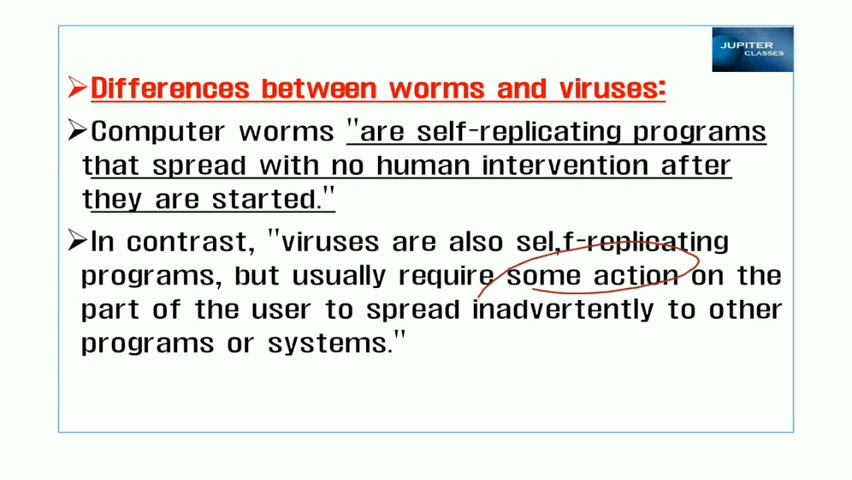 JUPITER
CLASSES
➢Differences between worms and viruses:
➢Computer worms "are self-replicating programs
that spread with no human intervention after
they are started."
➢In contrast, "viruses are also self-replicating
programs, but usually require some action on the
part of the user to spread inadvertently to other
programs or systems."